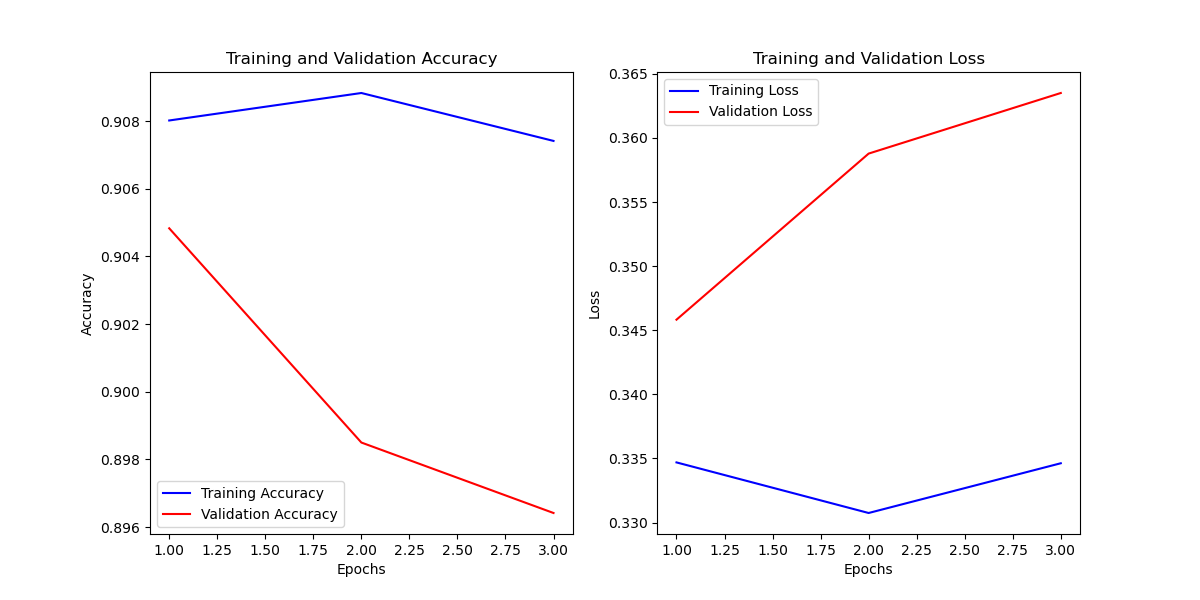 Training and Validation Accuracy
0.908
0.906
0.904
0.902
0.900
0.898
0.896
Accuracy
Training Accuracy
Validation Accuracy
1.00 1.25 1.50 1.75 2.00 2.25 2.50 2.75 3.00
Epochs
Training and Validation Loss
0.365
0.360
0.355
0.350
0.345
0.340
0.335
0.330
Loss
Training Loss
Validation Loss
1.00 1.25 1.50 1.75 2.00 2.25 2.50 2.75 3.00
Epochs